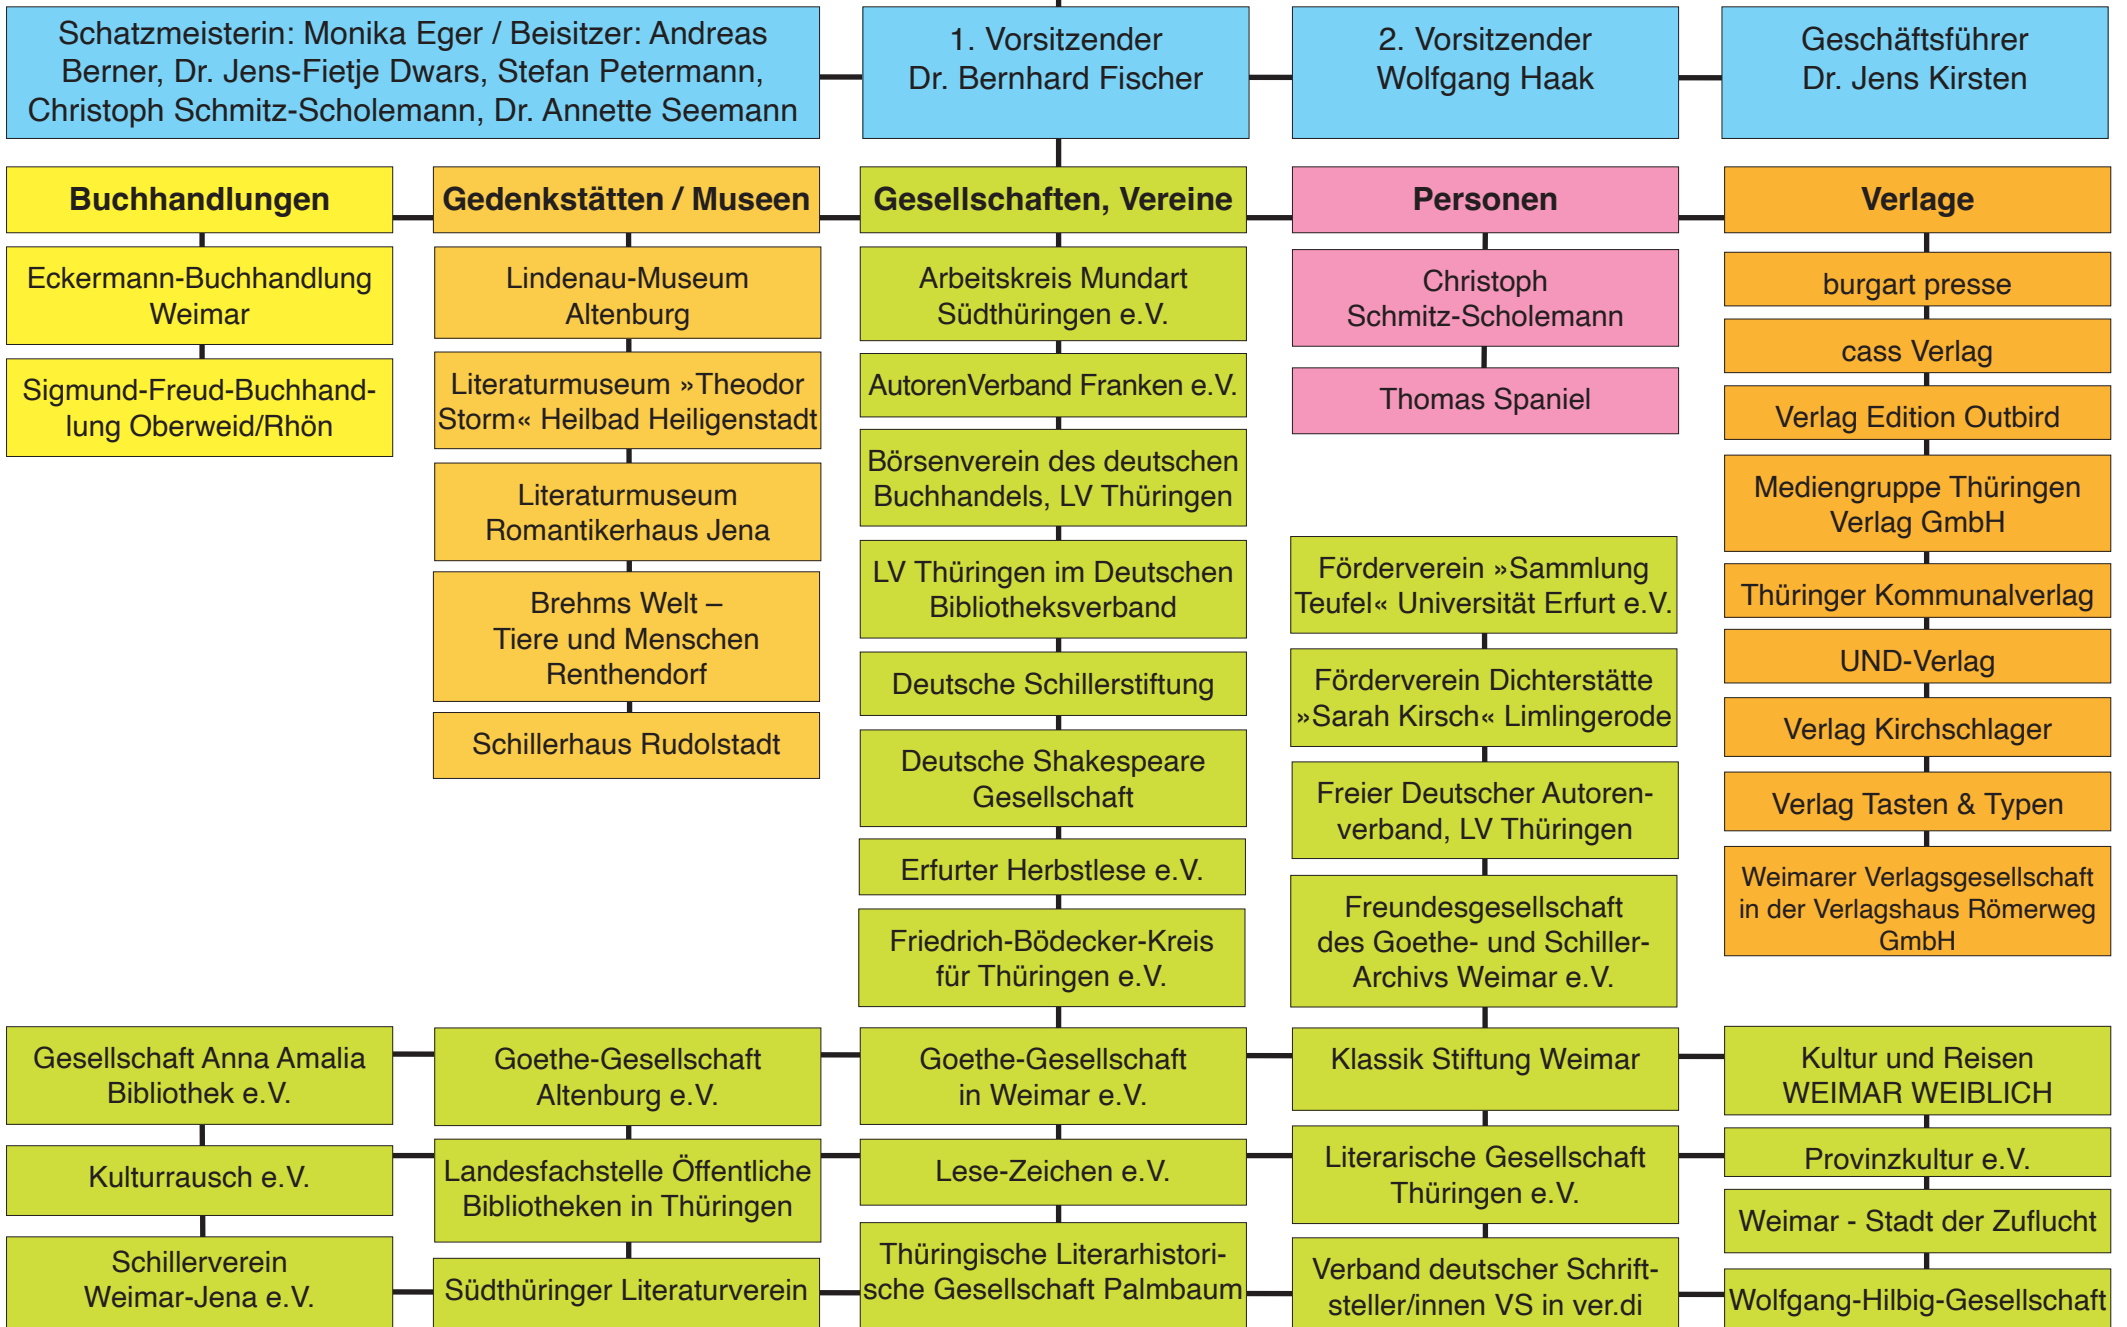 Schatzmeisterin: Monika Eger / Beisitzer: Andreas
Berner, Dr. Jens-Fietje Dwars, Stefan Petermann,
Christoph Schmitz-Scholemann, Dr. Annette Seemann
1. Vorsitzender
Dr. Bernhard Fischer
2. Vorsitzender
Wolfgang Haak
Geschäftsführer
Dr. Jens Kirsten
Buchhandlungen
Eckermann-Buchhandlung
Weimar
Sigmund-Freud-Buchhand-
lung Oberweid/Rhön
Gedenkstätten / Museen
Lindenau-Museum
Altenburg
Literaturmuseum »Theodor
Storm« Heilbad Heiligenstadt
Literaturmuseum
Romantikerhaus Jena
Brehms Welt –
Tiere und Menschen
Renthendorf
Schillerhaus Rudolstadt
Gesellschaften, Vereine
Arbeitskreis Mundart
Südthüringen e.V.
AutorenVerband Franken e.V.
Börsenverein des deutschen
Buchhandels, LV Thüringen
LV Thüringen im Deutschen
Bibliotheksverband
Deutsche Schillerstiftung
Deutsche Shakespeare
Gesellschaft
Erfurter Herbstlese e.V.
Friedrich-Bödecker-Kreis
für Thüringen e.V.
Personen
Christoph
Schmitz-Scholemann
Thomas Spaniel
Förderverein »Sammlung
Teufel« Universität Erfurt e.V.
Förderverein Dichterstätte
»Sarah Kirsch« Limlingerode
Freier Deutscher Autoren-
verband, LV Thüringen
Freundesgesellschaft
des Goethe- und Schiller-
Archivs Weimar e.V.
Verlage
burgart presse
cass Verlag
Verlag Edition Outbird
Mediengruppe Thüringen
Verlag GmbH
Thüringer Kommunalverlag
UND-Verlag
Verlag Kirschschlager
Verlag Tasten & Typen
Weimarer Verlagsgesellschaft
in der Verlagshaus Römerweg
GmbH
Gesellschaft Anna Amalia
Bibliothek e.V.
Goethe-Gesellschaft
Altenburg e.V.
Goethe-Gesellschaft
in Weimar e.V.
Klassik Stiftung Weimar
Kultur und Reisen
WEIMAR WEIBLICH
Kulturrausch e.V.
Landesfachstelle Öffentliche
Bibliotheken in Thüringen
Lese-Zeichen e.V.
Literarische Gesellschaft
Thüringen e.V.
Provinzkultur e.V.
Weimar - Stadt der Zuflucht
Schillerverein
Weimar-Jena e.V.
Südthüringer Literaturverein
Thüringische Literarhistori-
sche Gesellschaft Palmbaum
Verband deutscher Schrift-
steller/innen VS in ver.di
Wolfgang-Hilbig-Gesellschaft